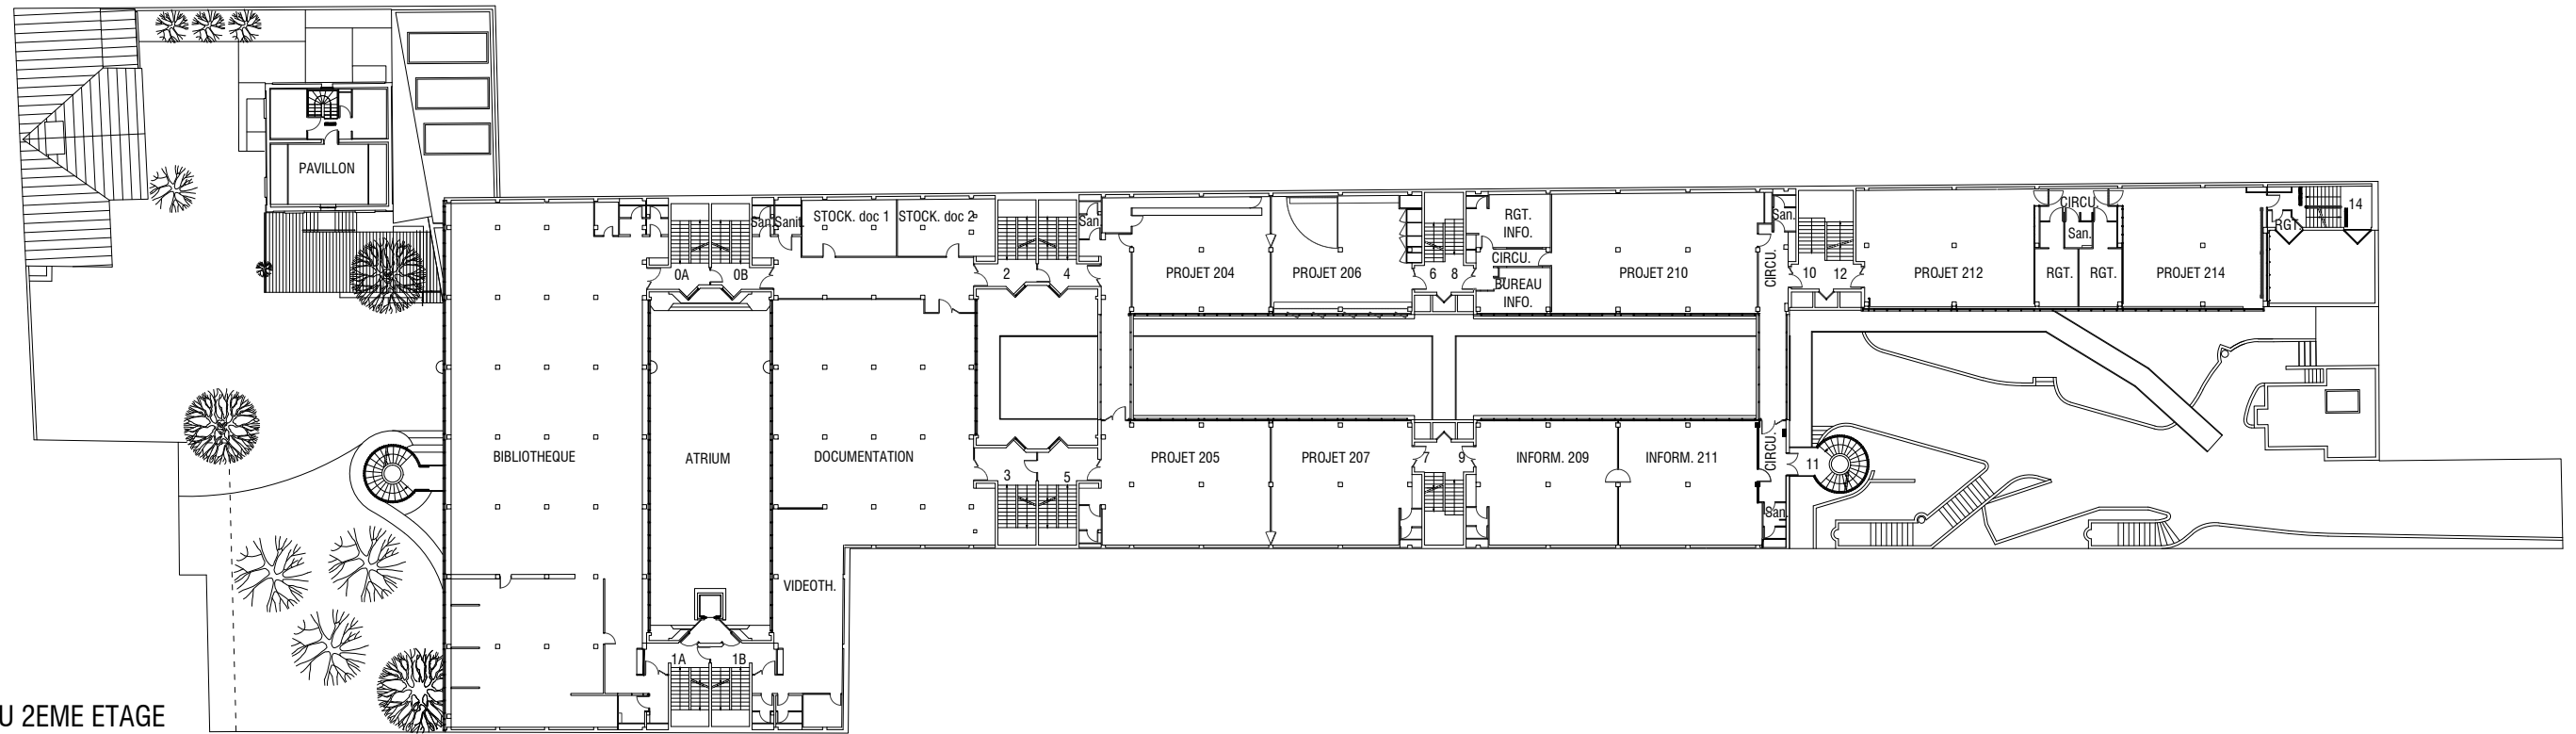 PAVILLON
STOCK. doc 1
STOCK. doc 2
San.
Sanit.
San.
0A
0B
2
4
PROJET 204
PROJET 206
6
8
RGT.
INFO.
CIRCU.
BUREAU
INFO.
PROJET 210
CIRCU.
San.
10
12
PROJET 212
CIRCU.
San.
RGT.
RGT.
PROJET 214
RGT.
14
BIBLIOTHEQUE
ATRIUM
DOCUMENTATION
3
5
PROJET 205
PROJET 207
7
9
INFORM. 209
INFORM. 211
CIRCU.
11
San.
VIDEOTH.
1A
1B
U 2EME ETAGE